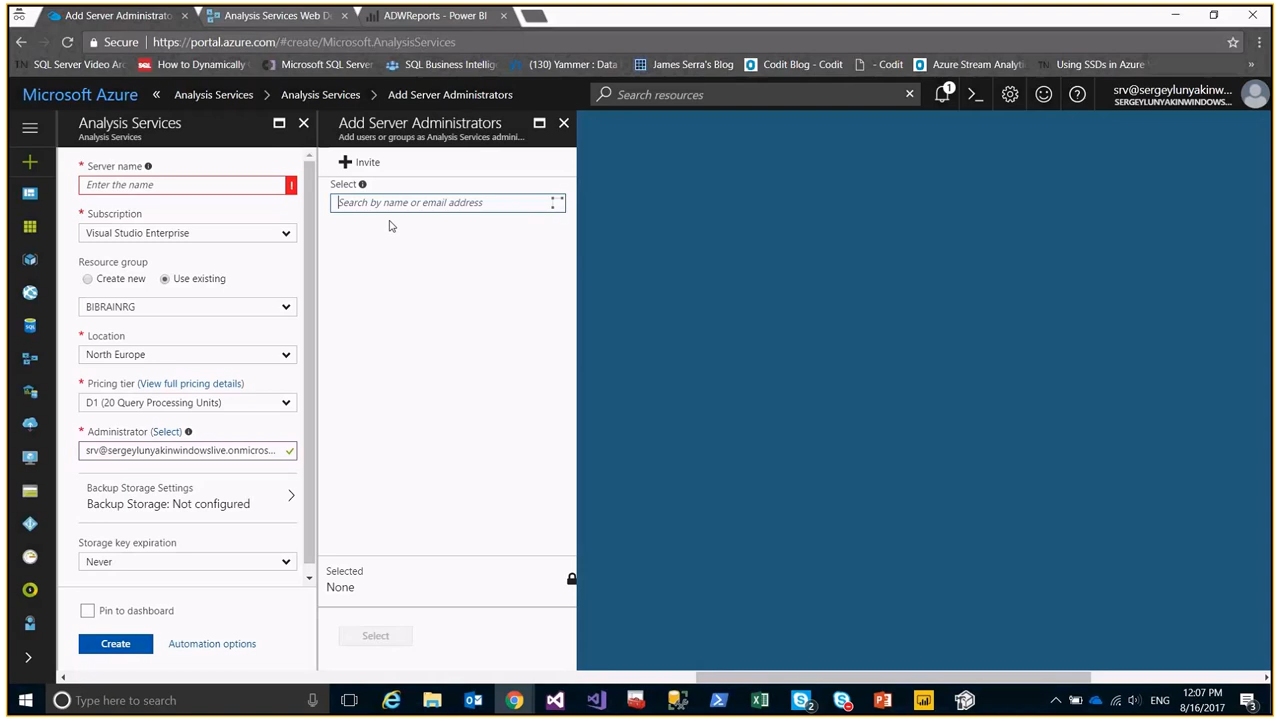 Add Server Administrato
Analysis Services Web D
ADWReports - Power BI
Secure
https://portal.azure.com/#create/Microsoft.AnalysisServices
SQL Server Video Arc
How to Dynamically
Microsoft SQL Server
SQL Business Intellig
(130) Yammer : Data
James Serra's Blog
Codit Blog - Codit
- Codit
Azure Stream Analyti
Using SSDs in Azure
»
Microsoft Azure
«
Analysis Services
Analysis Services
Add Server Administrators
Search resources
1
srv@sergeylunyakinw...
SERGEYLUNYAKINWINDOWS...
Analysis Services
Analysis Services
* Server name
Enter the name
!
* Subscription
Visual Studio Enterprise
Resource group
Create new
Use existing
BIBRAINRG
* Location
North Europe
* Pricing tier (View full pricing details)
D1 (20 Query Processing Units)
* Administrator (Select)
srv@sergeylunyakinwindowslive.onmicros...
Backup Storage Settings
Backup Storage: Not configured
Storage key expiration
Never
Pin to dashboard
Create
Automation options
Add Server Administrators
Add users or groups as Analysis Services admini...
Invite
Select
Search by name or email address
Selected
None
Select
Type here to search
ENG
12:07 PM
8/16/2017